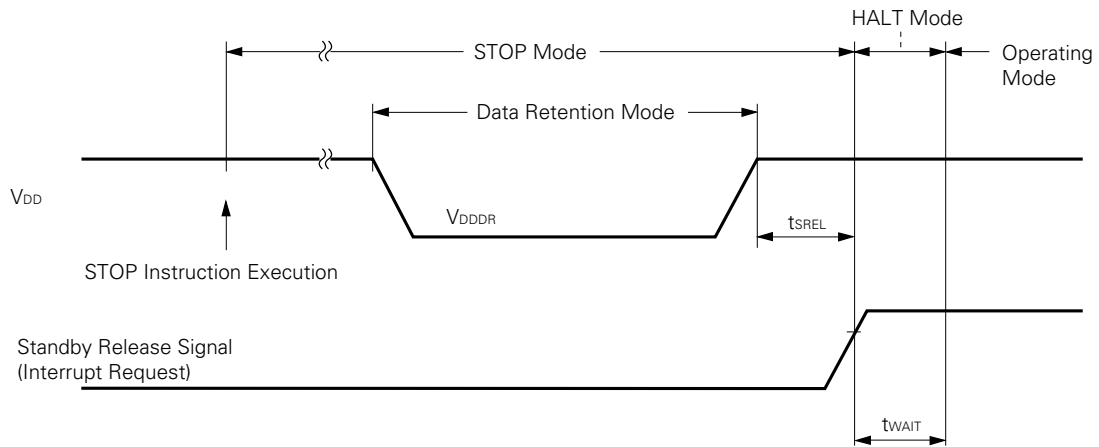 HALT Mode
STOP Mode
Operating
Mode
Data Retention Mode
VDD
VDDDR
tSREL
STOP Instruction Execution
Standby Release Signal
(Interrupt Request)
tWAIT